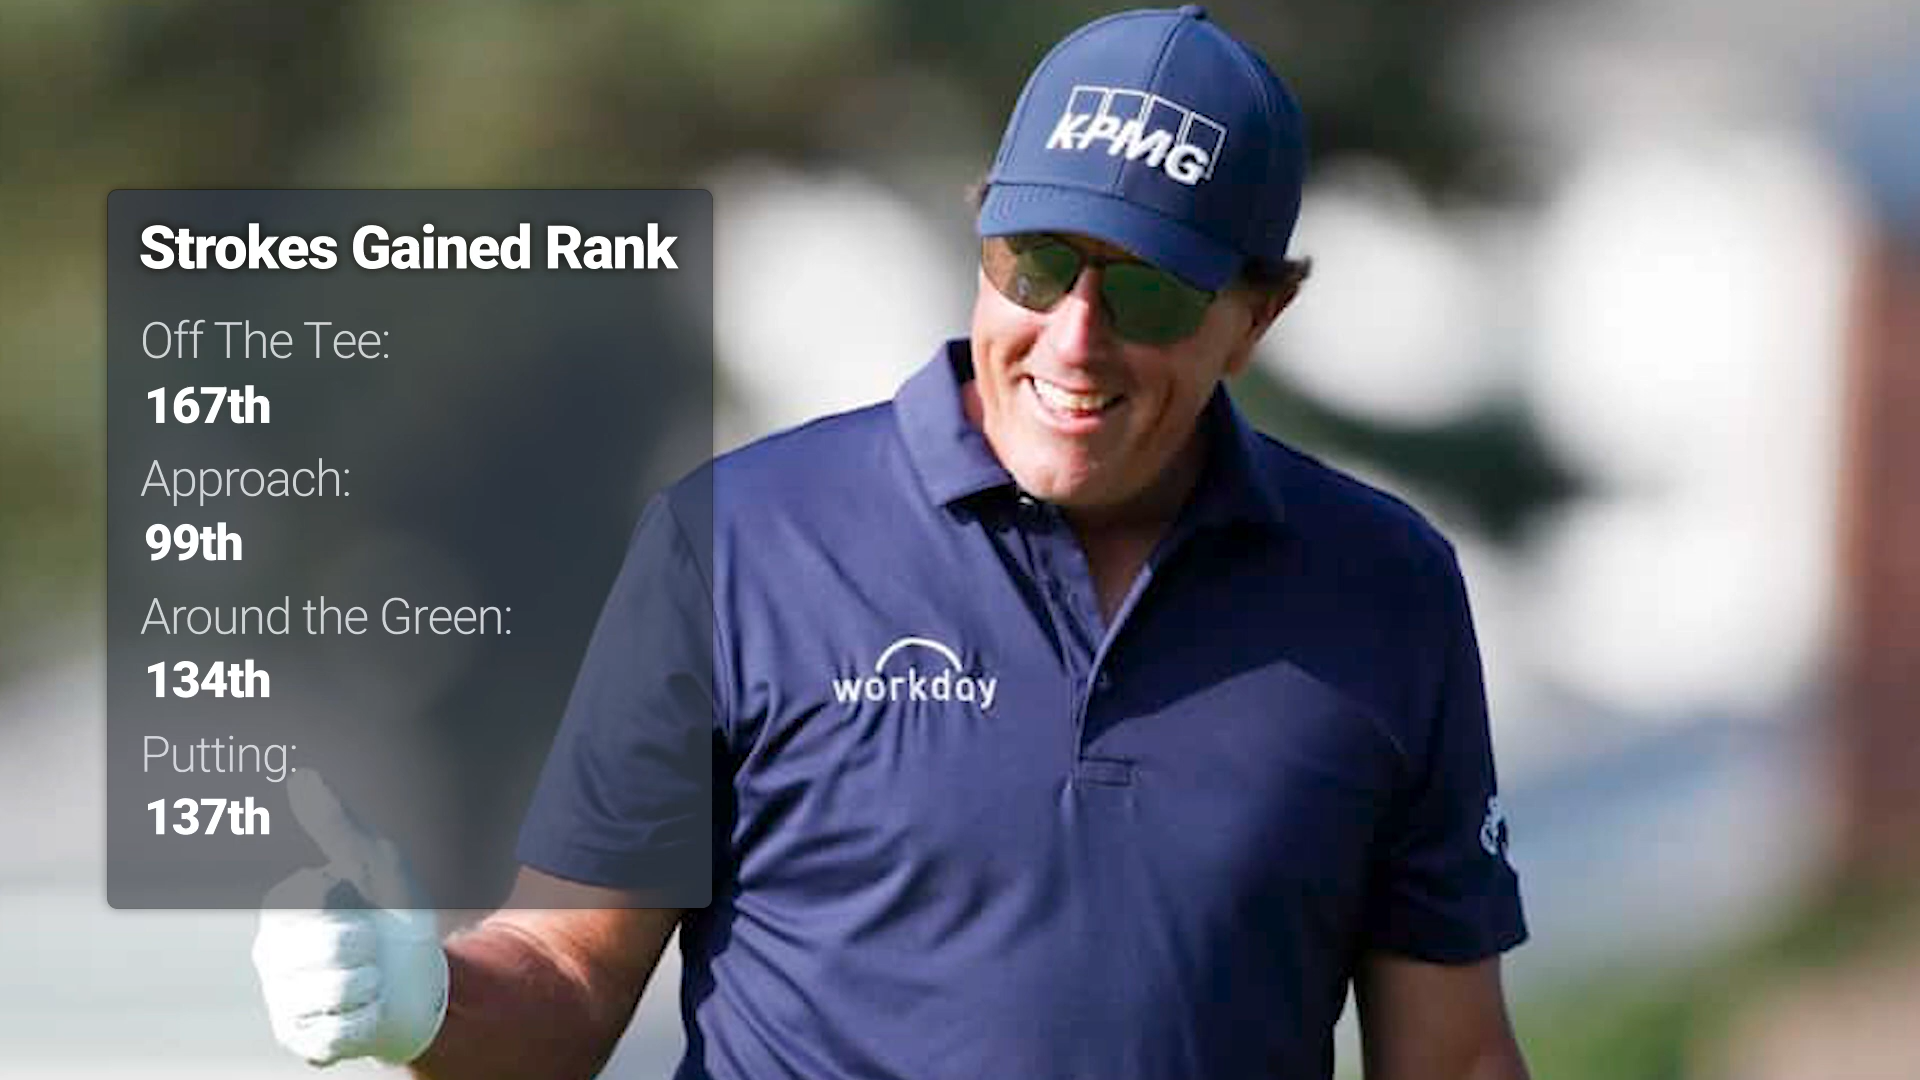 Strokes Gained Rank
Off The Tee:
167th
Approach:
99th
Around the Green:
134th
Putting:
137th
KPMG
workday